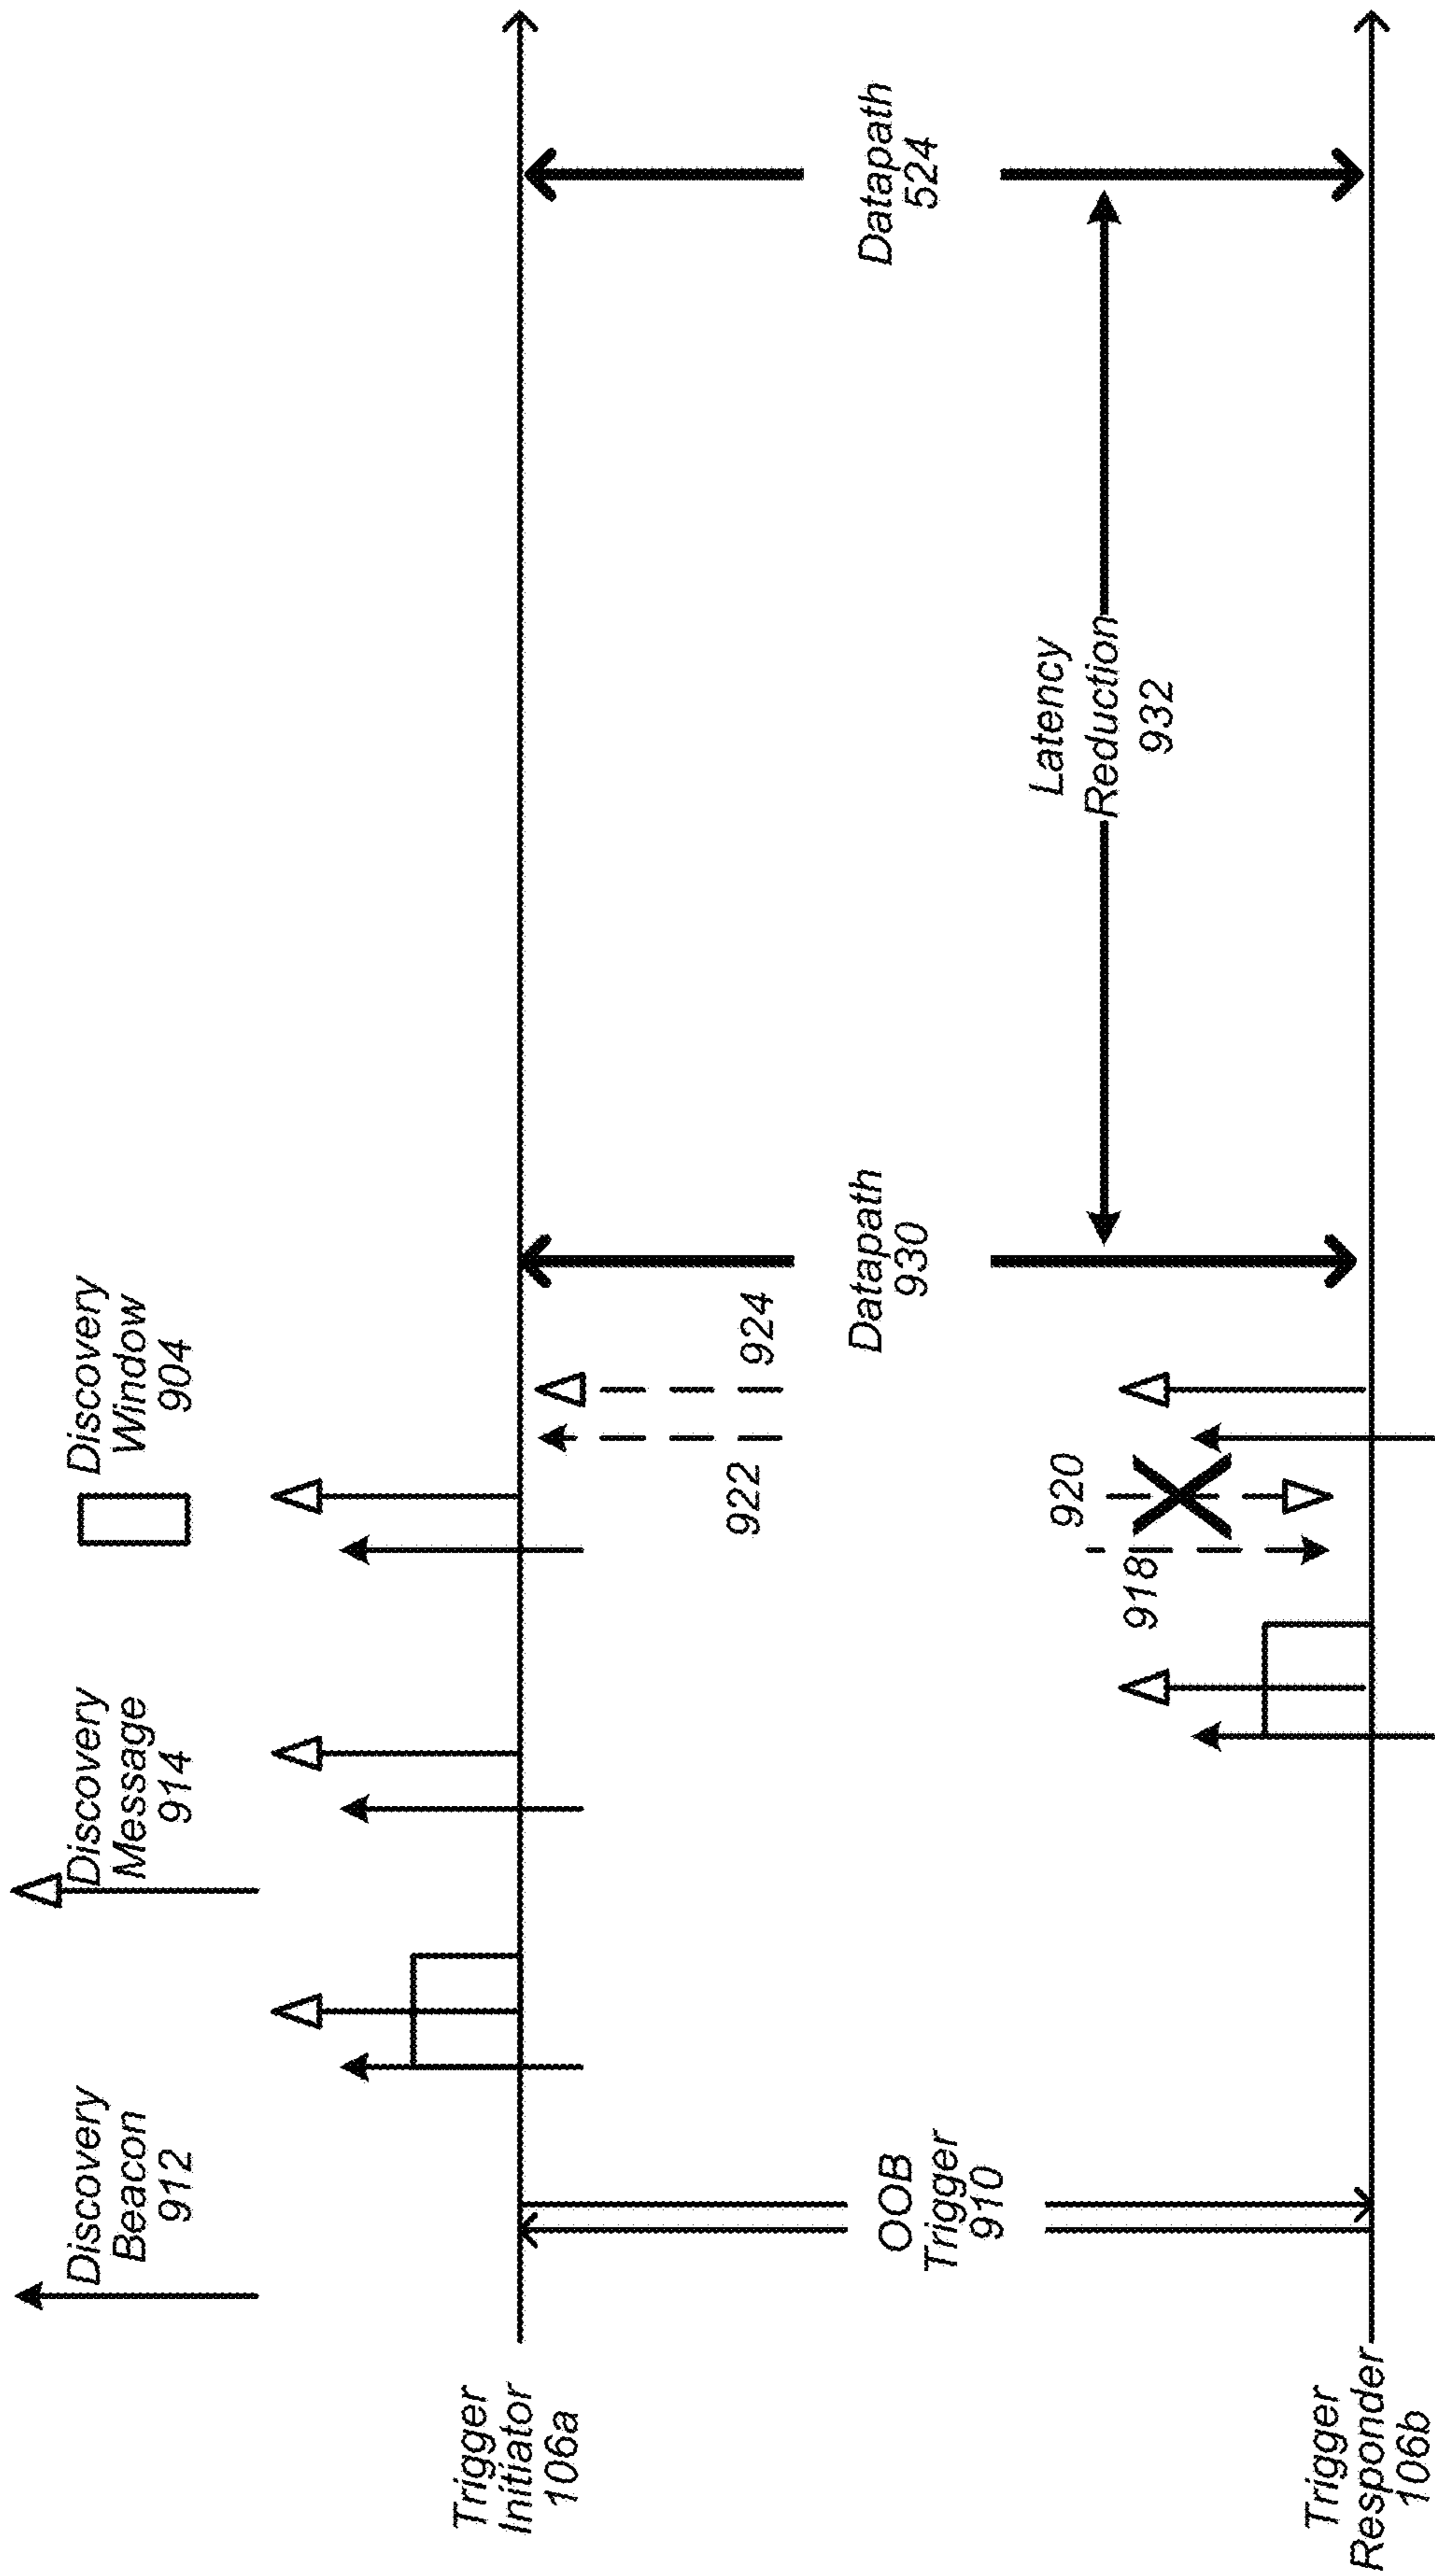 Discovery
Beacon
912
Discovery
Message
914
Discovery
Window
904
Trigger
Initiator
106a
OOB
Trigger
910
922
924
Datapath
930
Datapath
524
918
920
Latency
Reduction
932
Trigger
Responder
106b